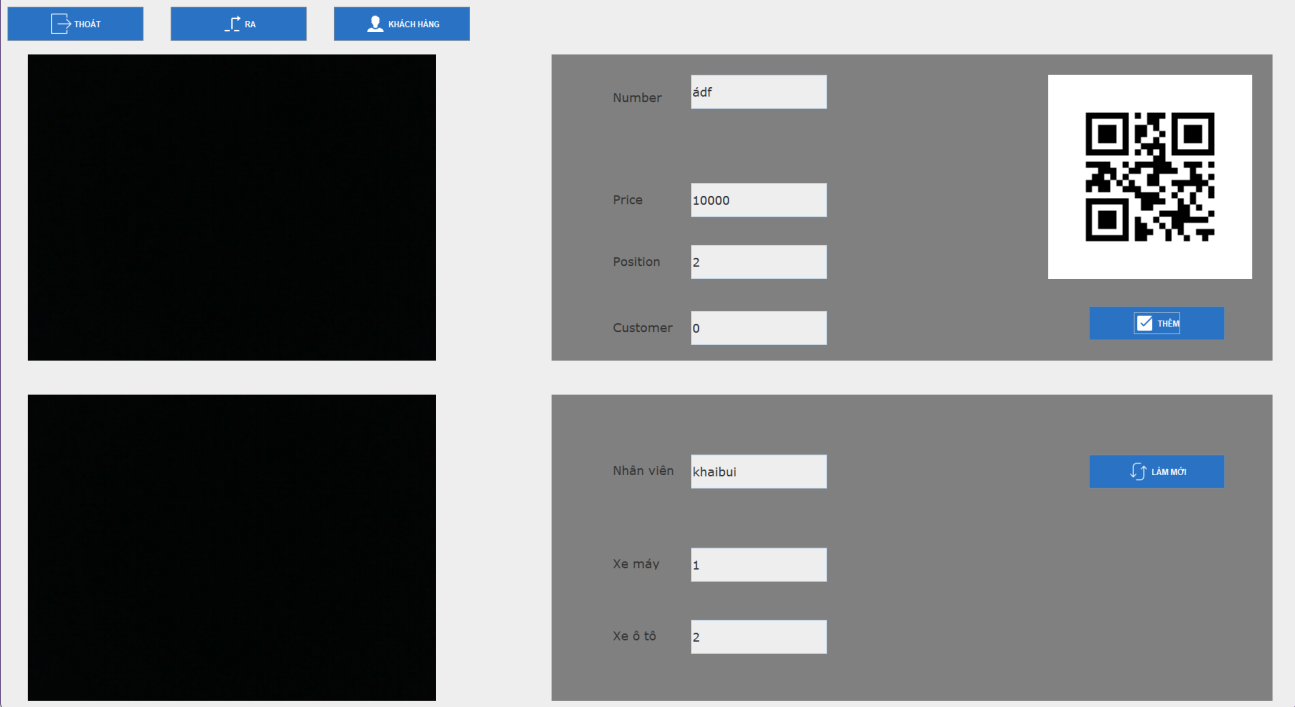 THOÁT
RA
KHÁCH HÀNG
Number
ádf
Price
10000
Position
2
Customer
0
THÊM
Nhân viên
khaibui
LÀM MỚI
Xe máy
1
Xe ô tô
2